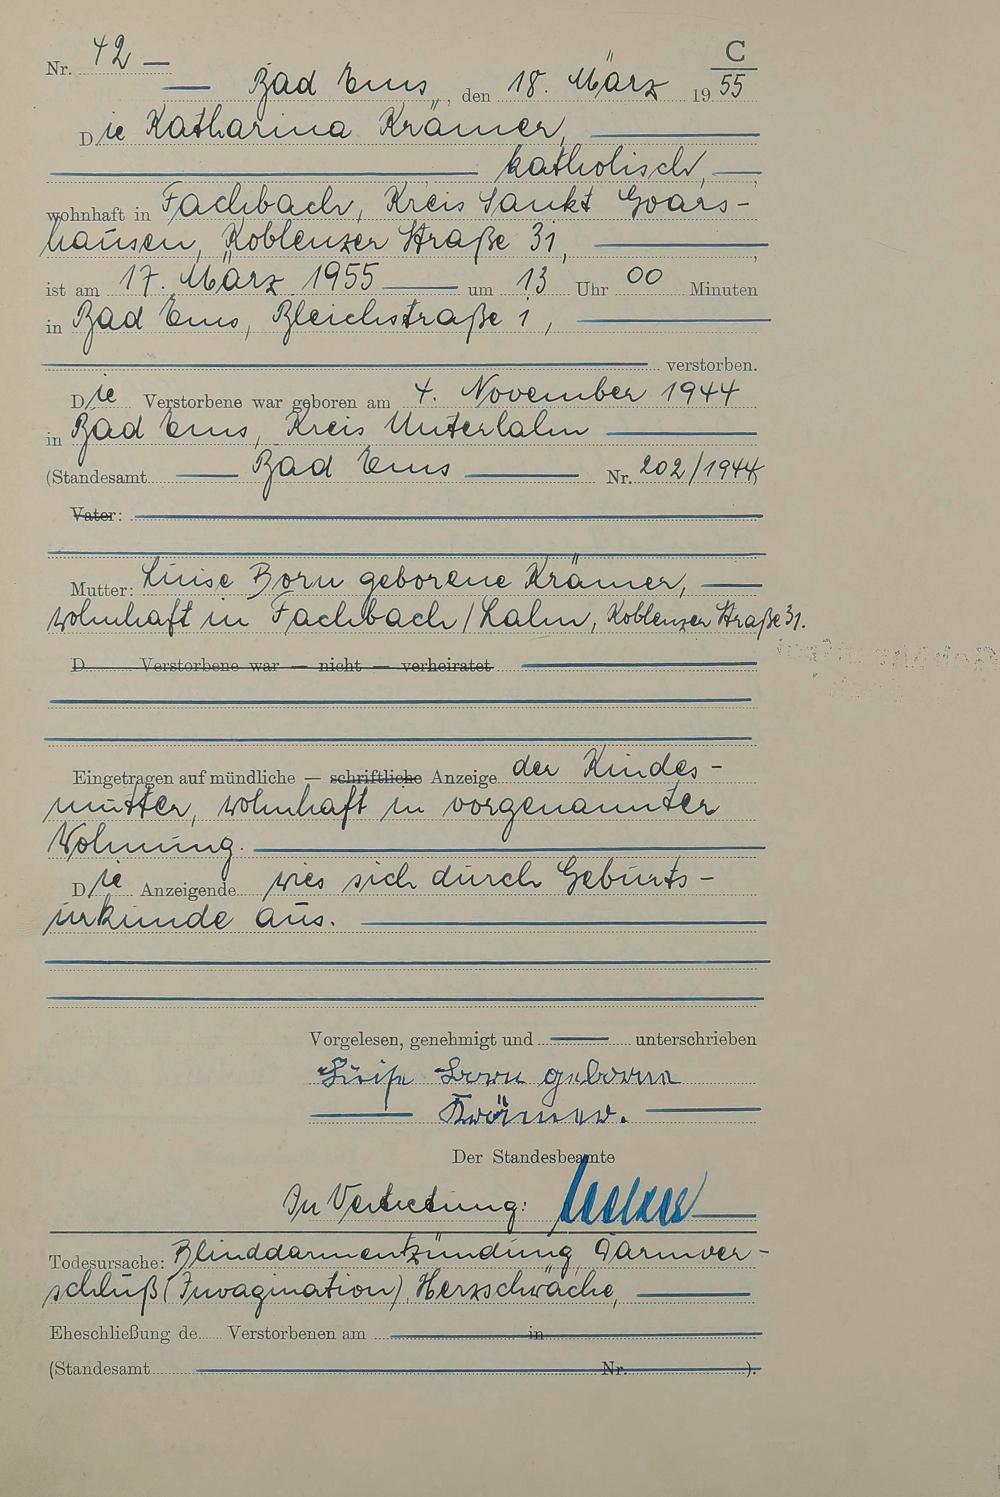 C
Nr. 42 —
— Bad Ems, den 18. März 1955
Die Katharina Krämer,
katholisch,
wohnhaft in Fachbach, Kreis Sankt Goars-
hausen, Koblenzer Straße 31,
ist am 17. März 1955 um 13 Uhr 00 Minuten
in Bad Ems, Bleichstraße 1,
verstorben.
Die Verstorbene war geboren am 4. November 1944
in Bad Ems, Kreis Unterlahn
(Standesamt Bad Ems Nr. 202/1944)
Vater:
Mutter: Luise Born geborene Krämer,
wohnhaft in Fachbach/Lahn, Koblenzer Straße 31.
D Verstorbene war — nicht — verheiratet
Eingetragen auf mündliche — schriftliche Anzeige der Kindes-
mutter, wohnhaft in vorgenannter
Wohnung.
Die Anzeigende wies sich durch Geburts-
urkunde aus.
Vorgelesen, genehmigt und unterschrieben
Luise Born geborne
Krämer.
Der Standesbeamte
In Vertretung:
Todesursache: Blinddarmentzündung, Darmver-
schluß (Invagination), Herzschwäche,
Eheschließung de Verstorbenen am in
(Standesamt Nr. ).